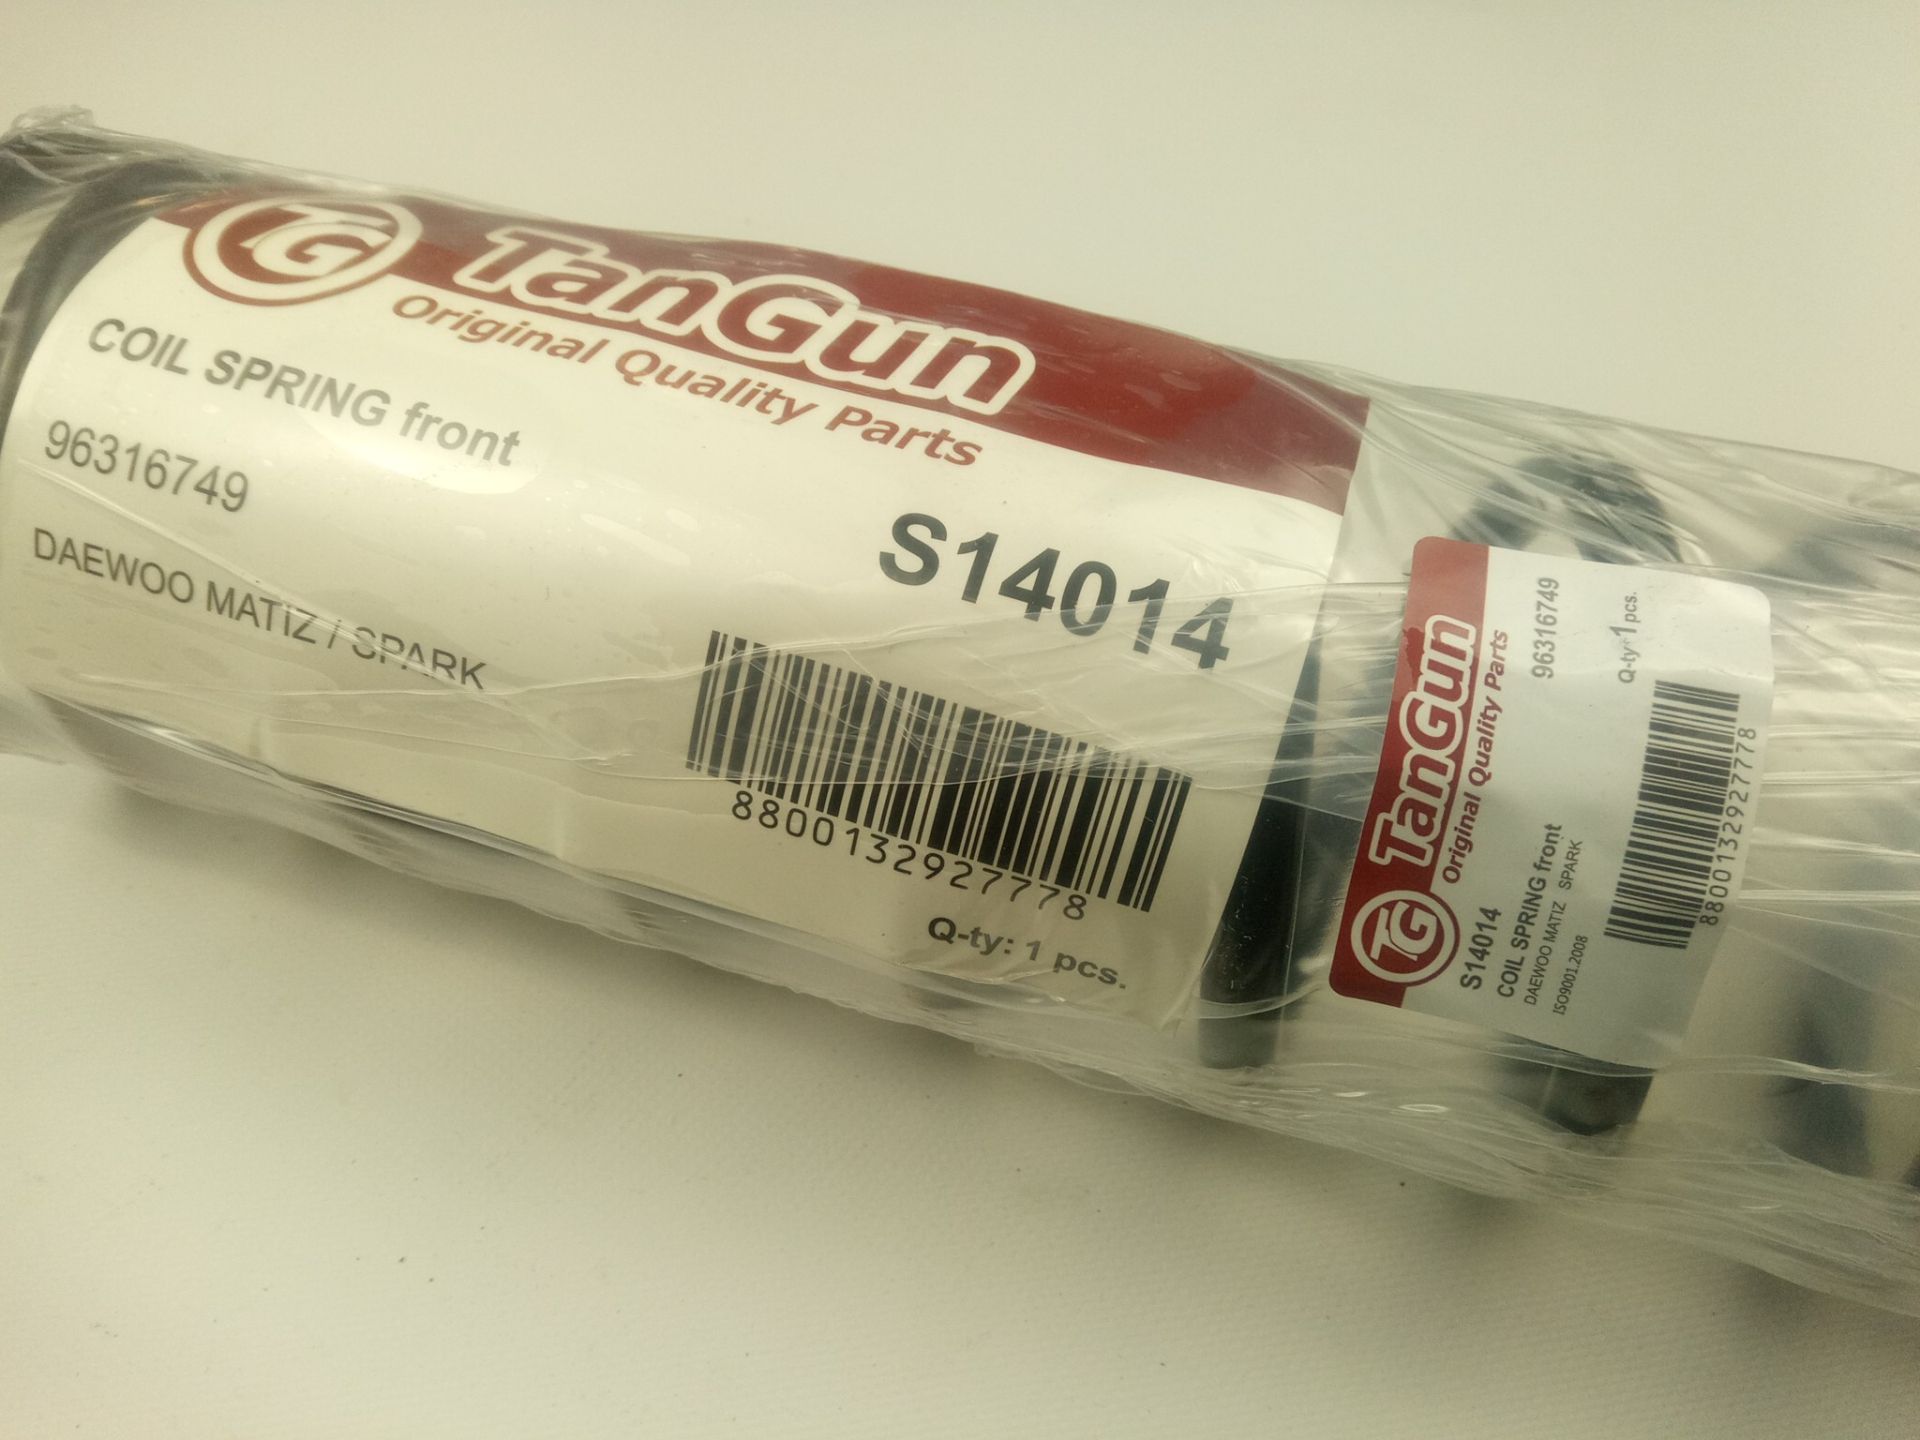 TG TanGun
Original Quality Parts
COIL SPRING front
96316749
DAEWOO MATIZ / SPARK
S14014
8800132927778
Q-ty: 1 pcs.
TG TanGun
Original Quality Parts
S14014
96316749
COIL SPRING front
DAEWOO MATIZ SPARK
ISO9001.2008
Q-ty 1 pcs.
8800132927778